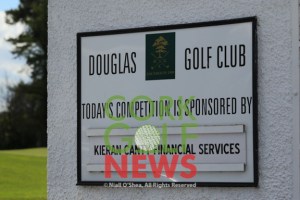 DOUGLAS GOLF CLUB
TODAY'S COMPETITION IS SPONSORED BY
CORK
GOLF
KIERAN CANTY FINANCIAL SERVICES
NEWS
© Niall O'Shea, All Rights Reserved